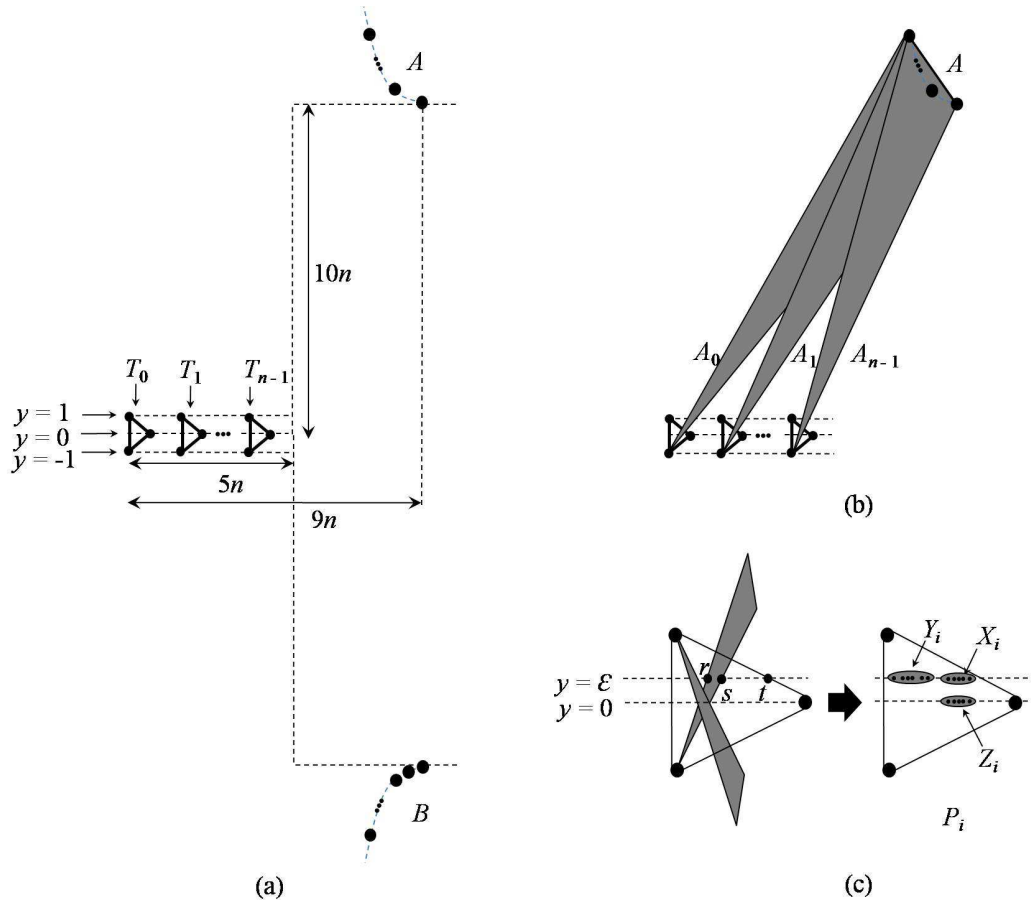 A
10n
T₀ T₁ Tₙ₋₁
y = 1
y = 0
y = -1
5n
9n
B
(a)
A
A₀ A₁ Aₙ₋₁
(b)
y = ε
y = 0
r
s
t
Yᵢ
Xᵢ
Zᵢ
Pᵢ
(c)